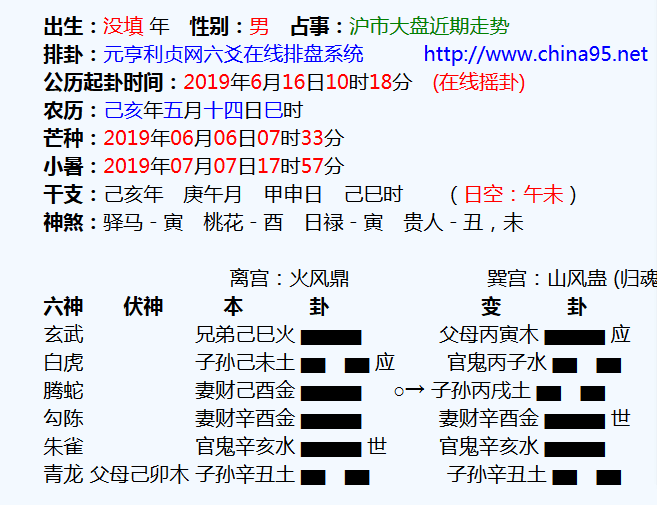 出生：没填 年 性别：男 占事：沪市大盘近期走势
排卦：元亨利贞网六爻在线排盘系统 http://www.china95.net
公历起卦时间：2019年6月16日10时18分 (在线摇卦)
农历：己亥年五月十四日巳时
芒种：2019年06月06日07时33分
小暑：2019年07月07日17时57分
干支：己亥年 庚午月 甲申日 己巳时 （日空：午未）
神煞：驿马－寅 桃花－酉 日禄－寅 贵人－丑，未
离宫：火风鼎 巽宫：山风蛊 (归魂
六神 伏神 本 卦 变 卦
玄武 兄弟己巳火 父母丙寅木 应
白虎 子孙己未土 应 官鬼丙子水
腾蛇 妻财己酉金 ○→ 子孙丙戌土
勾陈 妻财辛酉金 妻财辛酉金 世
朱雀 官鬼辛亥水 世 官鬼辛亥水
青龙 父母己卯木 子孙辛丑土 子孙辛丑土